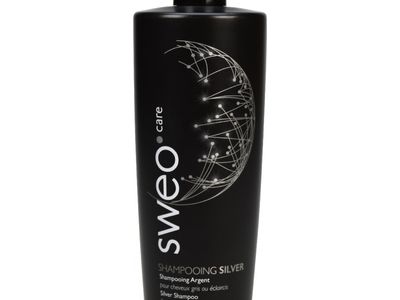 sweo care
SHAMPOOING SILVER
Shampooing Argent
pour cheveux gris ou éclaircis
Silver Shampoo